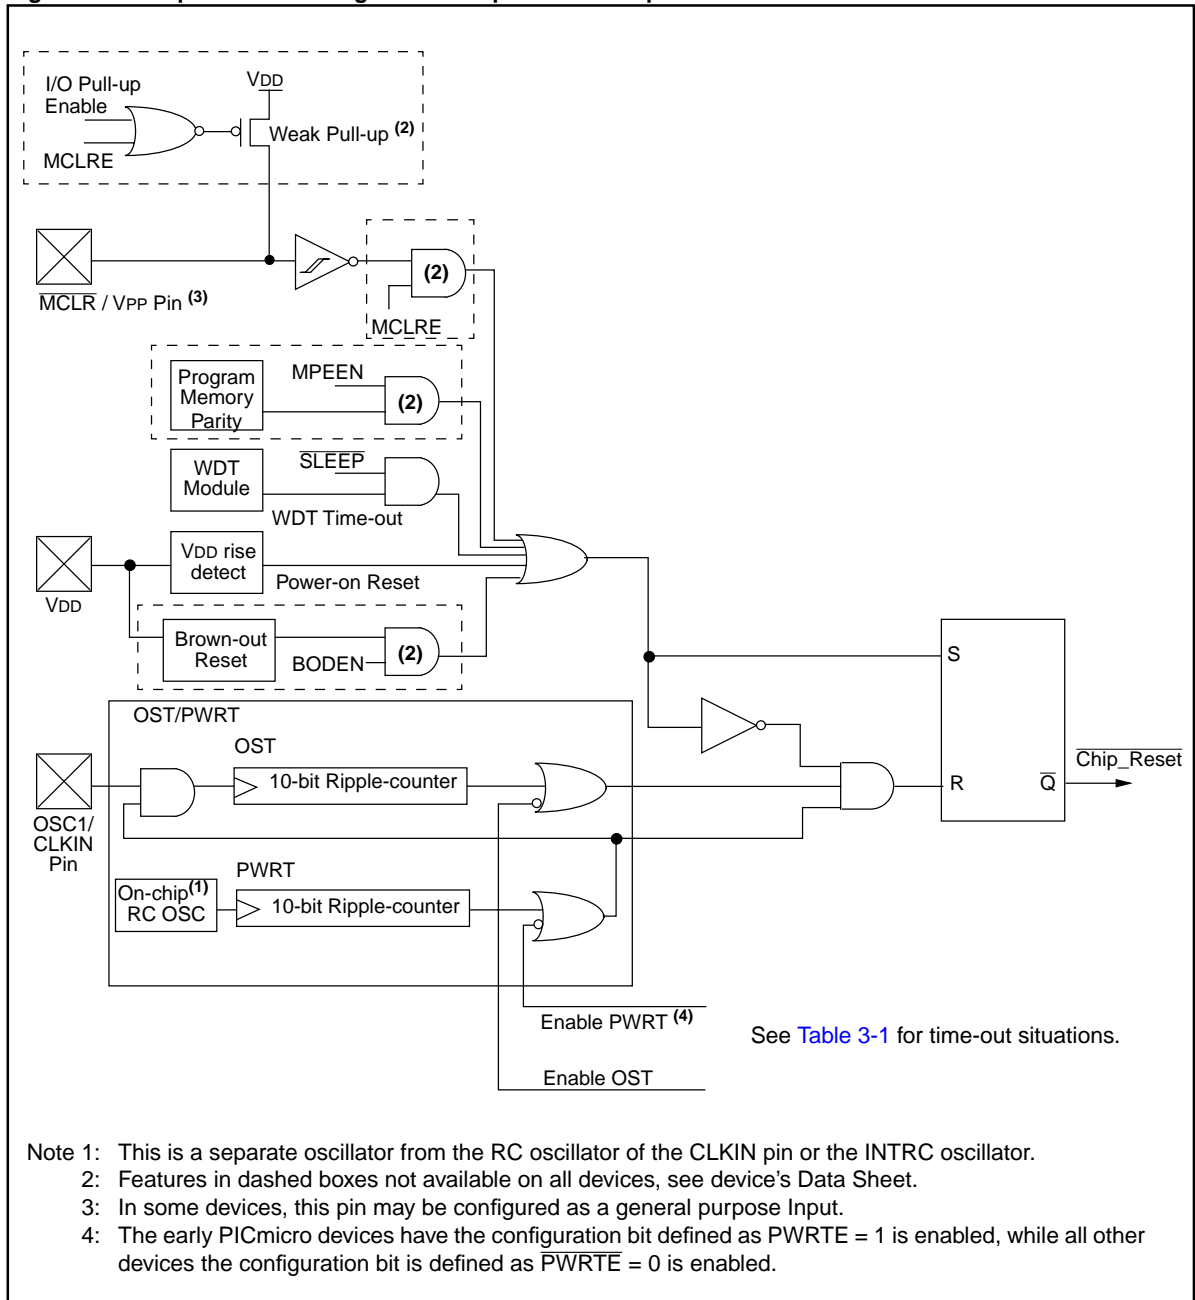 I/O Pull-up
Enable
VDD
Weak Pull-up (2)
MCLRE
(2)
MCLR / VPP Pin (3)
MCLRE
Program
Memory
Parity
MPEEN
(2)
WDT
Module
SLEEP
WDT Time-out
VDD rise
detect
Power-on Reset
VDD
Brown-out
Reset
BODEN
(2)
S
OST/PWRT
OST
10-bit Ripple-counter
Chip_Reset
R
Q
OSC1/
CLKIN
Pin
PWRT
On-chip(1)
RC OSC
10-bit Ripple-counter
Enable PWRT (4)
See Table 3-1 for time-out situations.
Enable OST
Note 1: This is a separate oscillator from the RC oscillator of the CLKIN pin or the INTRC oscillator.
2: Features in dashed boxes not available on all devices, see device's Data Sheet.
3: In some devices, this pin may be configured as a general purpose Input.
4: The early PICmicro devices have the configuration bit defined as PWRTE = 1 is enabled, while all other
devices the configuration bit is defined as PWRTE = 0 is enabled.